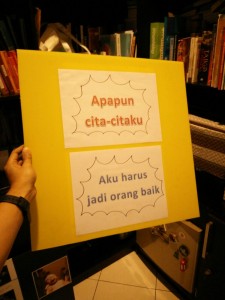 Apapun
cita-citaku
Aku harus
jadi orang baik